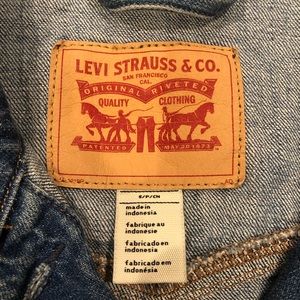 LEVI STRAUSS & CO.
SAN FRANCISCO
CAL.
ORIGINAL RIVETED
QUALITY CLOTHING
PATENTED MAY 20 1873
S/P/CH
made in
indonesia
fabriqué au
indonésie
fabricado en
indonesia
fabricado em
indonésia